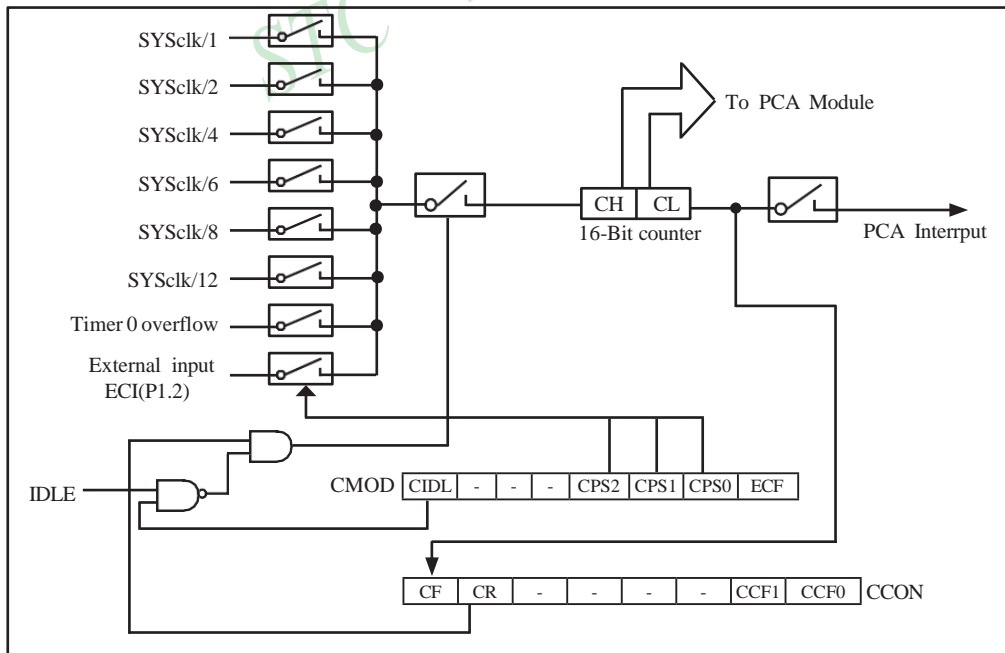 STC
SYSclk/1
SYSclk/2
SYSclk/4
SYSclk/6
SYSclk/8
SYSclk/12
Timer 0 overflow
External input
ECI(P1.2)
To PCA Module
CH CL
16-Bit counter
PCA Interrput
IDLE
CMOD CIDL - - - CPS2 CPS1 CPS0 ECF
CF CR - - - - CCF1 CCF0 CCON